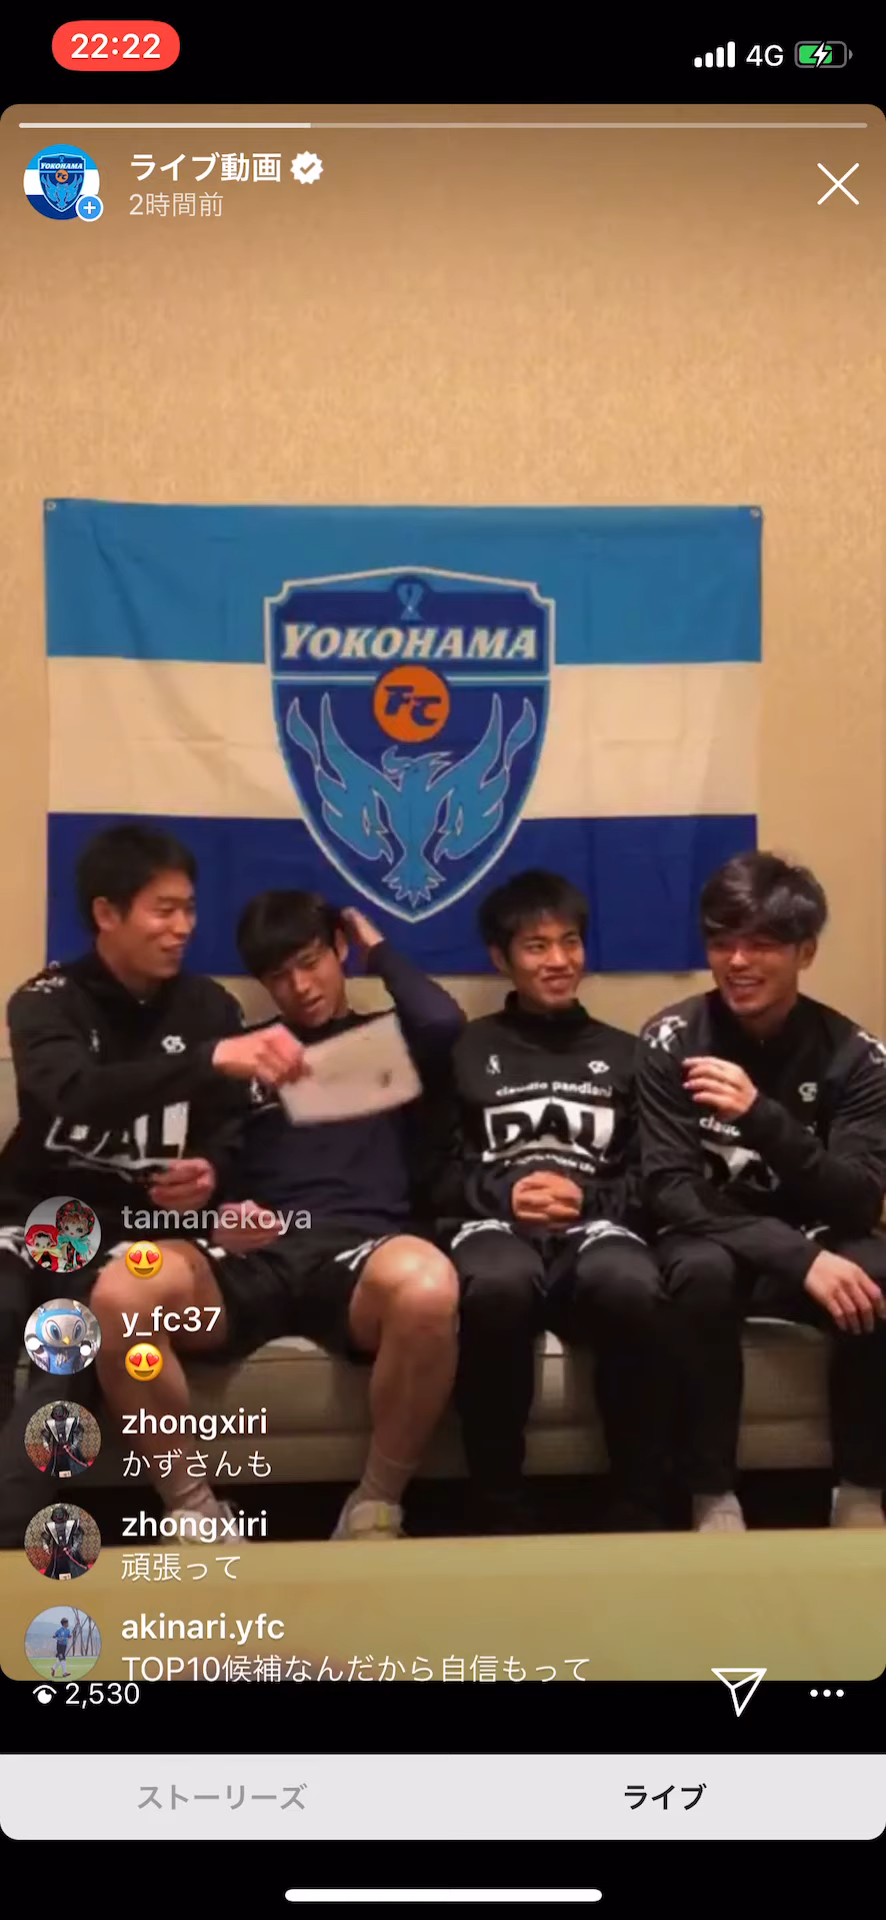 22:22
4G
ライブ動画
2時間前
YOKOHAMA
FC
claudio pandiani
DAL
DAL
clau
tamanekoya
😍
y_fc37
😍
zhongxiri
かずさんも
zhongxiri
頑張って
akinari.yfc
TOP10候補なんだから自信もって
2,530
ストーリーズ
ライブ